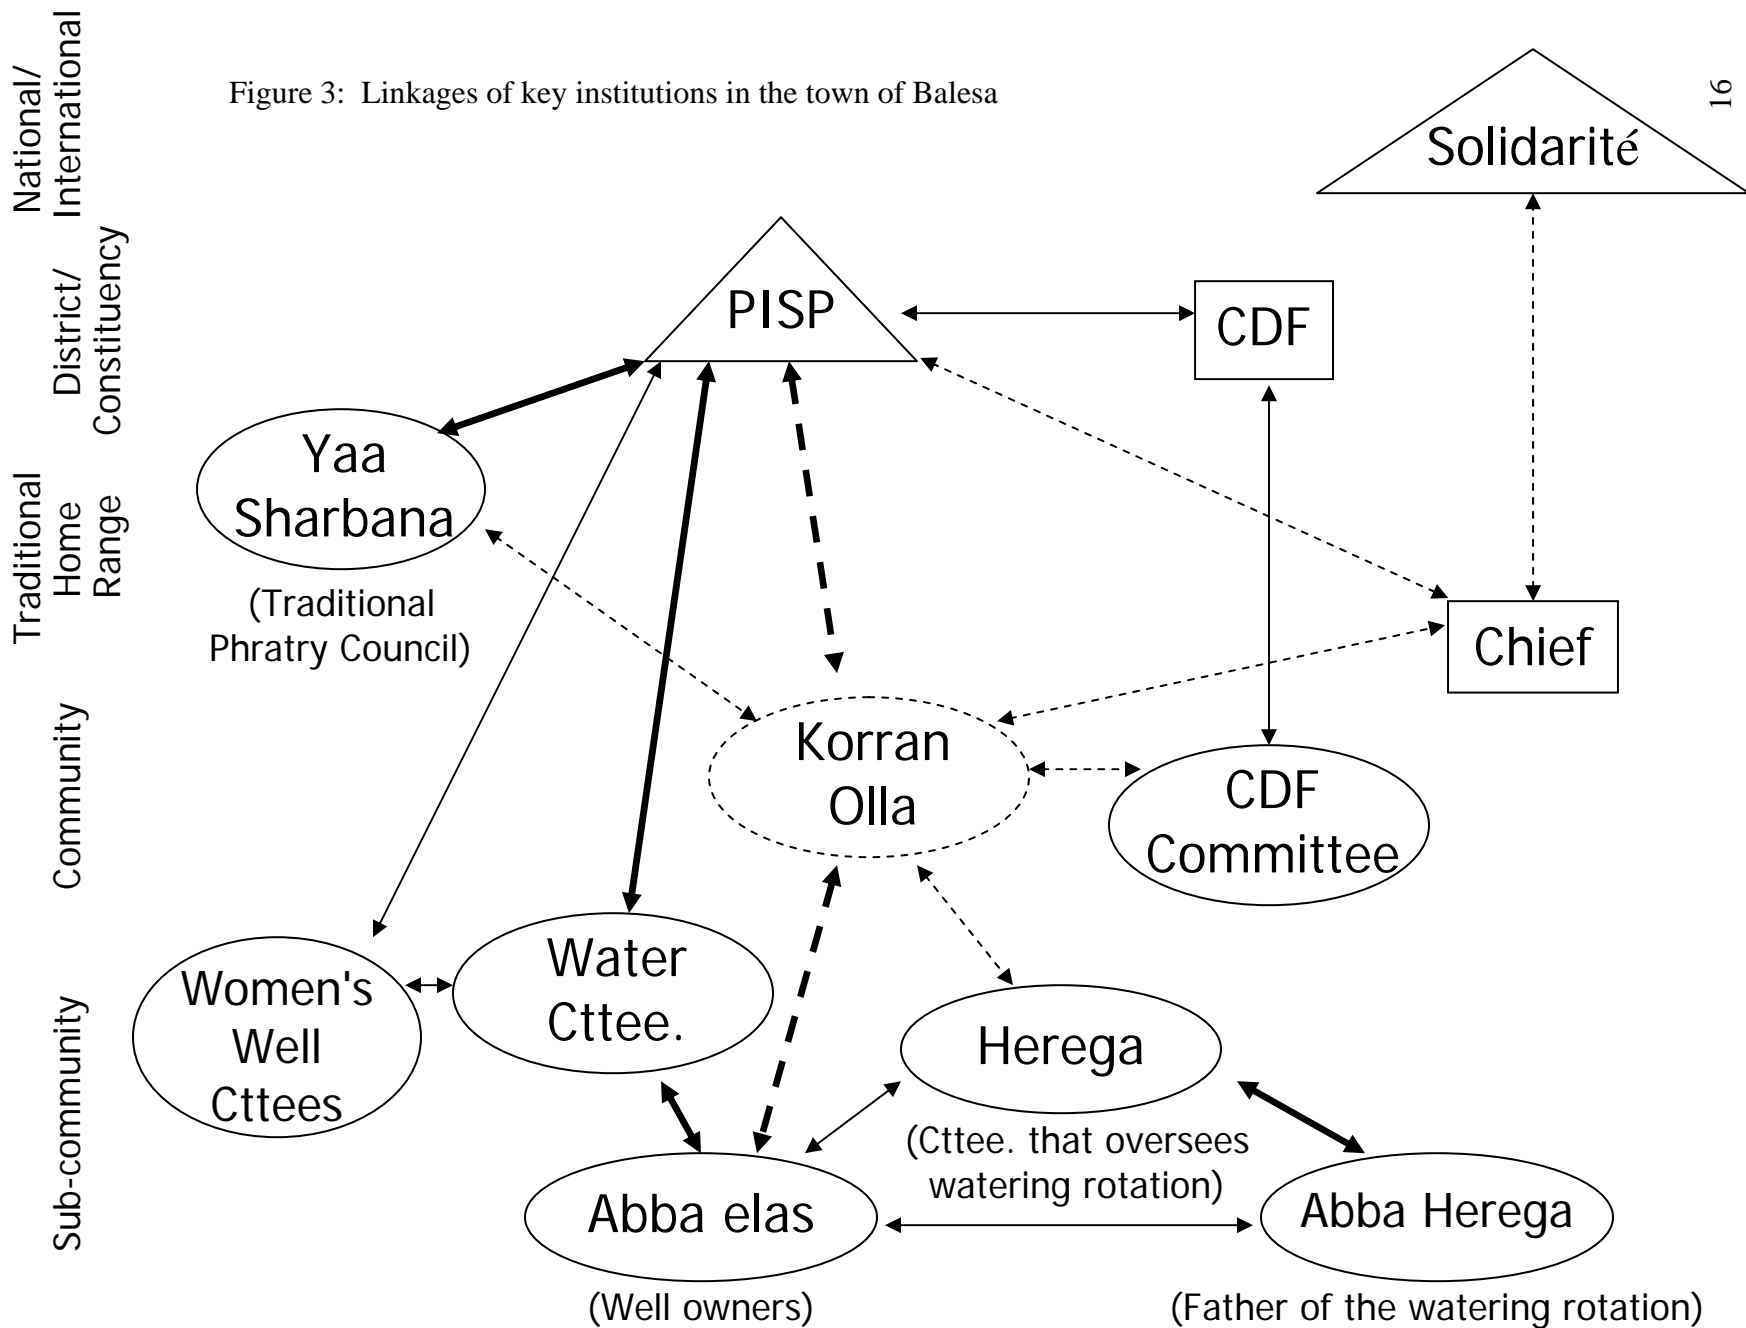 Figure 3:  Linkages of key institutions in the town of Balesa
16
National/
International
District/
Constituency
Traditional
Home
Range
Community
Sub-community
Solidarité
PISP
CDF
Yaa
Sharbana
(Traditional
Phratry Council)
Chief
Korran
Olla
CDF
Committee
Women's
Well
Cttees
Water
Cttee.
Herega
(Cttee. that oversees
watering rotation)
Abba elas
(Well owners)
Abba Herega
(Father of the watering rotation)